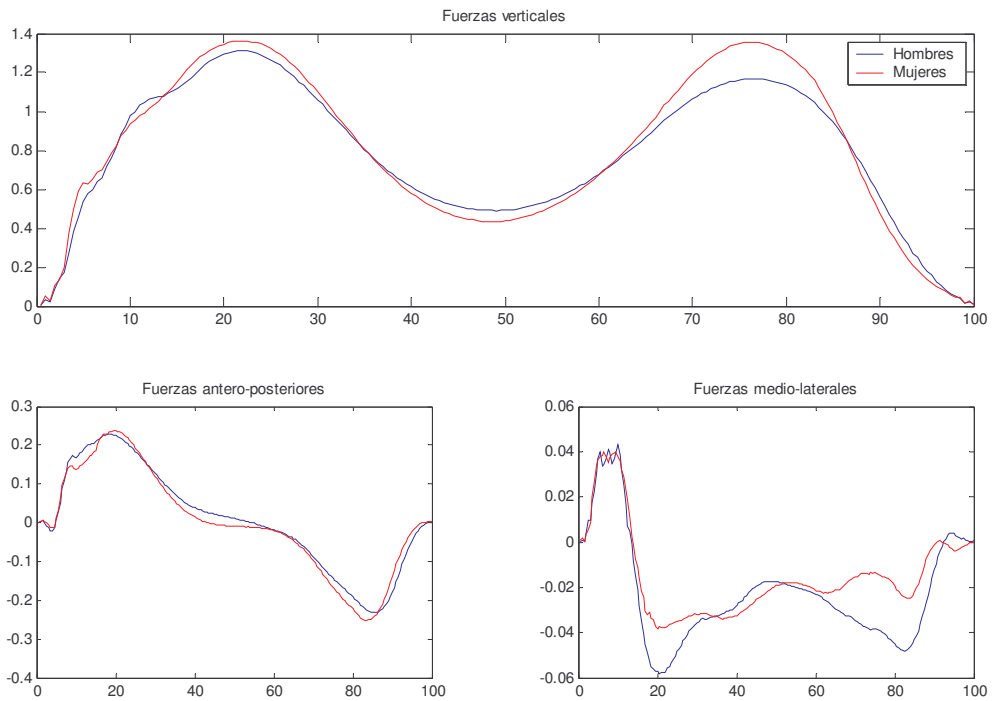 Fuerzas verticales
1.4
1.2
1
0.8
0.6
0.4
0.2
0
Hombres
Mujeres
0 10 20 30 40 50 60 70 80 90 100
Fuerzas antero-posteriores
0.3
0.2
0.1
0
-0.1
-0.2
-0.3
-0.4
0 20 40 60 80 100
Fuerzas medio-laterales
0.06
0.04
0.02
0
-0.02
-0.04
-0.06
0 20 40 60 80 100